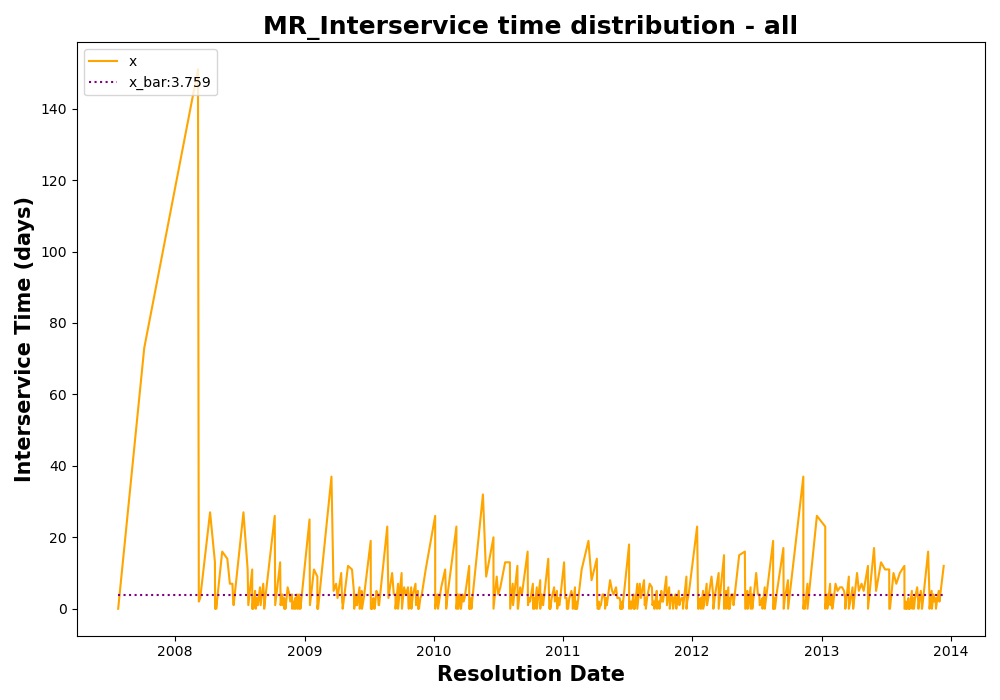 MR_Interservice time distribution - all
x
x_bar:3.759
140
120
100
80
60
40
20
0
Interservice Time (days)
2008 2009 2010 2011 2012 2013 2014
Resolution Date